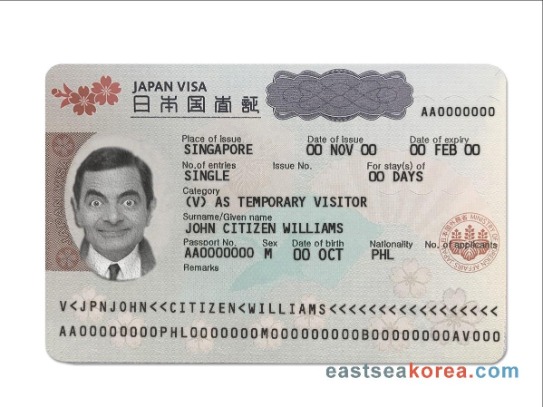 JAPAN VISA
日本国査証
AA0000000
Place of issue Date of issue Date of expiry
SINGAPORE 00 NOV 00 00 FEB 00
No.of entries Issue No. For stay(s) of
SINGLE 00 DAYS
Category
(V) AS TEMPORARY VISITOR
Surname/Given name
JOHN CITIZEN WILLIAMS
Passport No. Sex Date of birth Nationality No. of applicants
AA0000000 M 00 OCT PHL
Remarks
V<JPNJOHN<<CITIZEN<WILLIAMS<<<<<<<<<<<<<<<<<
AA00000000PHL0000000M0000000000B00000000AV000
eastseakorea.com